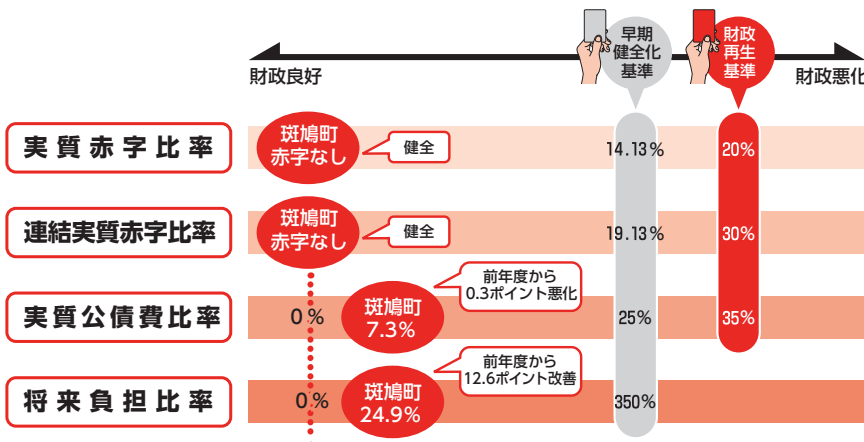 早期
健全化
基準
財政
再生
基準
財政良好
財政悪化
実質赤字比率
斑鳩町
赤字なし
健全
14.13%
20%
連結実質赤字比率
斑鳩町
赤字なし
健全
19.13%
30%
実質公債費比率
0%
斑鳩町
7.3%
前年度から
0.3ポイント悪化
25%
35%
将来負担比率
0%
斑鳩町
24.9%
前年度から
12.6ポイント改善
350%